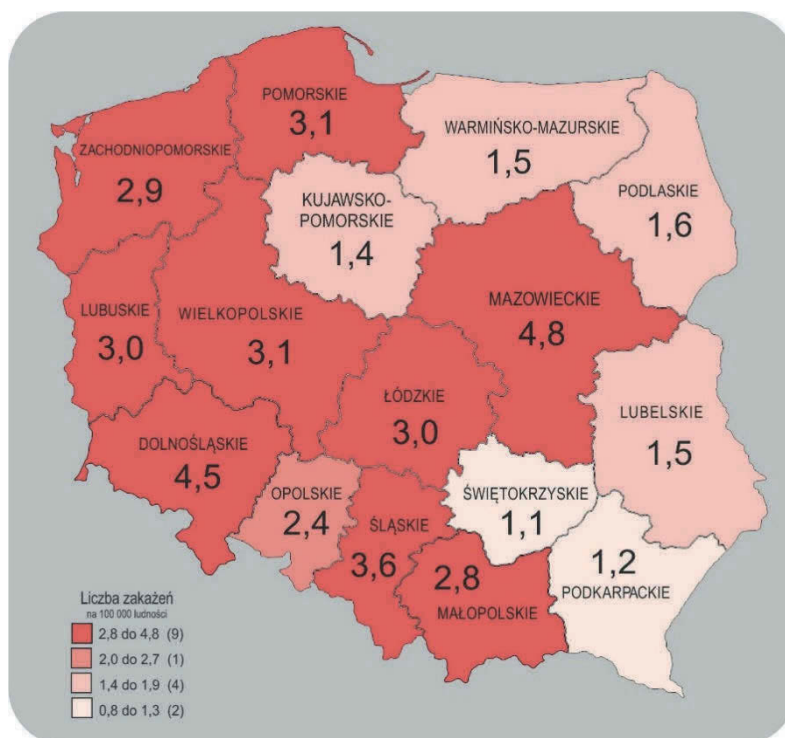 POMORSKIE
3,1
WARMIŃSKO-MAZURSKIE
1,5
ZACHODNIOPOMORSKIE
2,9
KUJAWSKO-
POMORSKIE
1,4
PODLASKIE
1,6
LUBUSKIE
3,0
WIELKOPOLSKIE
3,1
MAZOWIECKIE
4,8
ŁÓDZKIE
3,0
LUBELSKIE
1,5
DOLNOŚLĄSKIE
4,5
OPOLSKIE
2,4
ŚLĄSKIE
3,6
ŚWIĘTOKRZYSKIE
1,1
2,8
MAŁOPOLSKIE
1,2
PODKARPACKIE
Liczba zakażeń
na 100 000 ludności
2,8 do 4,8 (9)
2,0 do 2,7 (1)
1,4 do 1,9 (4)
0,8 do 1,3 (2)